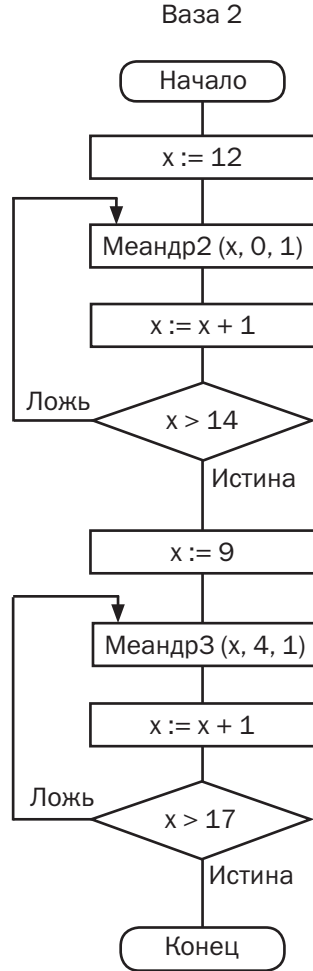 Ваза 2
Начало
x := 12
Меандр2 (x, 0, 1)
x := x + 1
Ложь
x > 14
Истина
x := 9
Меандр3 (x, 4, 1)
x := x + 1
Ложь
x > 17
Истина
Конец